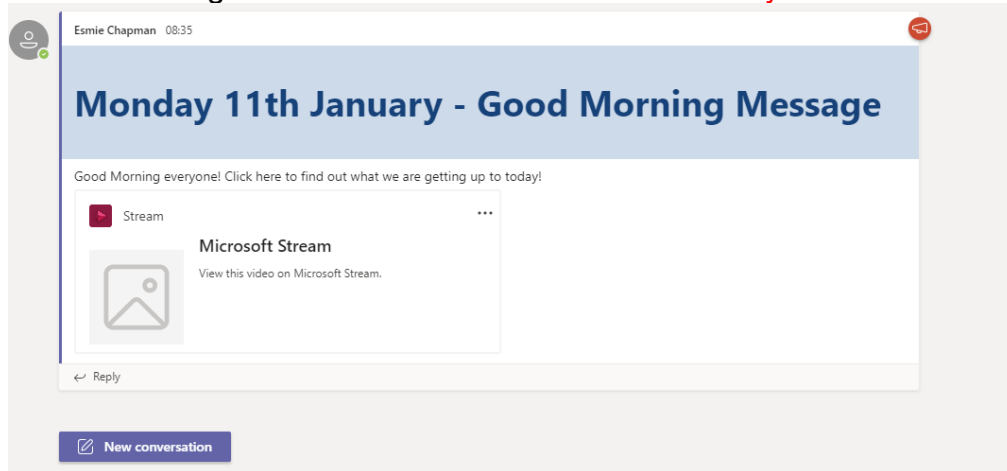 Esmie Chapman 08:35
Monday 11th January - Good Morning Message
Good Morning everyone! Click here to find out what we are getting up to today!
Stream
Microsoft Stream
View this video on Microsoft Stream.
Reply
New conversation